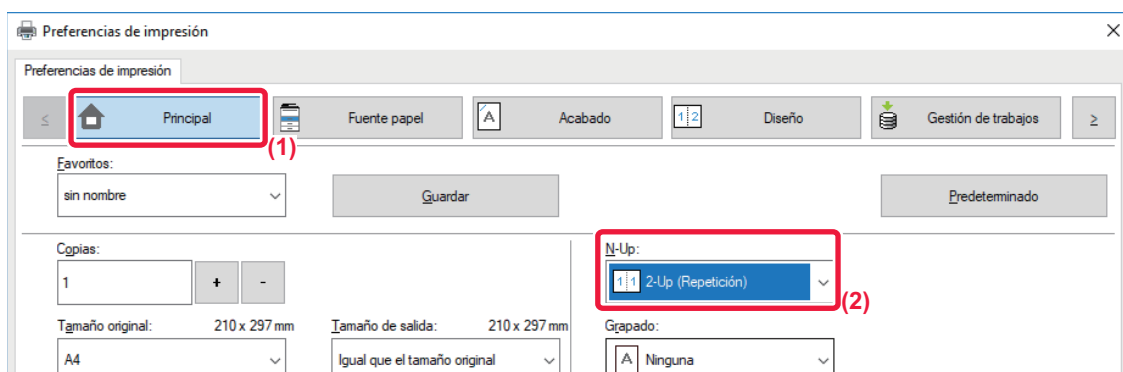 Preferencias de impresión
Preferencias de impresión
< Principal Fuente papel A Acabado 1 2 Diseño Gestión de trabajos >
(1)
Favoritos:
sin nombre Guardar Predeterminado
Copias: N-Up:
1 + - 1 1 2-Up (Repetición)
(2)
Tamaño original: 210 x 297 mm Tamaño de salida: 210 x 297 mm Grapado:
A4 Igual que el tamaño original A Ninguna